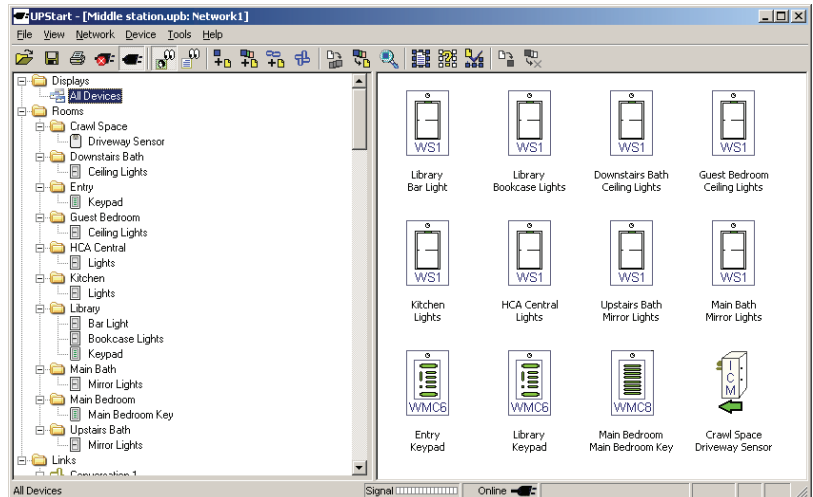 UPStart - [Middle station.upb: Network1]
File View Network Device Tools Help
Displays
All Devices
Rooms
Crawl Space
Driveway Sensor
Downstairs Bath
Ceiling Lights
Entry
Keypad
Guest Bedroom
Ceiling Lights
HCA Central
Lights
Kitchen
Lights
Library
Bar Light
Bookcase Lights
Keypad
Main Bath
Mirror Lights
Main Bedroom
Main Bedroom Key
Upstairs Bath
Mirror Lights
Links
WS1 WS1 WS1 WS1
Library Library Downstairs Bath Guest Bedroom
Bar Light Bookcase Lights Ceiling Lights Ceiling Lights
WS1 WS1 WS1 WS1
Kitchen HCA Central Upstairs Bath Main Bath
Lights Lights Mirror Lights Mirror Lights
WMC6 WMC6 WMC8 ICM
Entry Library Main Bedroom Crawl Space
Keypad Keypad Main Bedroom Key Driveway Sensor
All Devices Signal Online